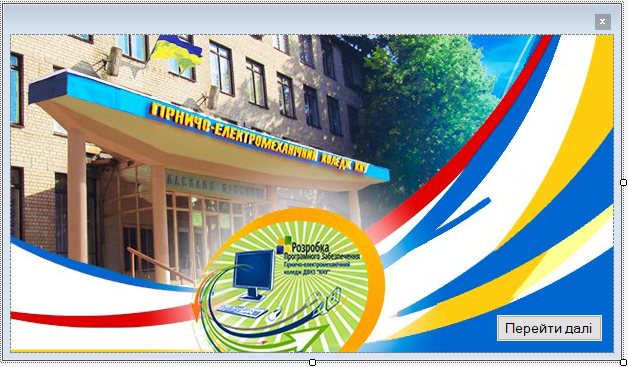 x
ГІРНИЧО-ЕЛЕКТРОМЕХАНІЧНИЙ КОЛЕДЖ КНУ
Розробка
Програмного Забезпечення
Гірничо-електромеханічний
коледж ДВНЗ "КНУ"
Перейти далі